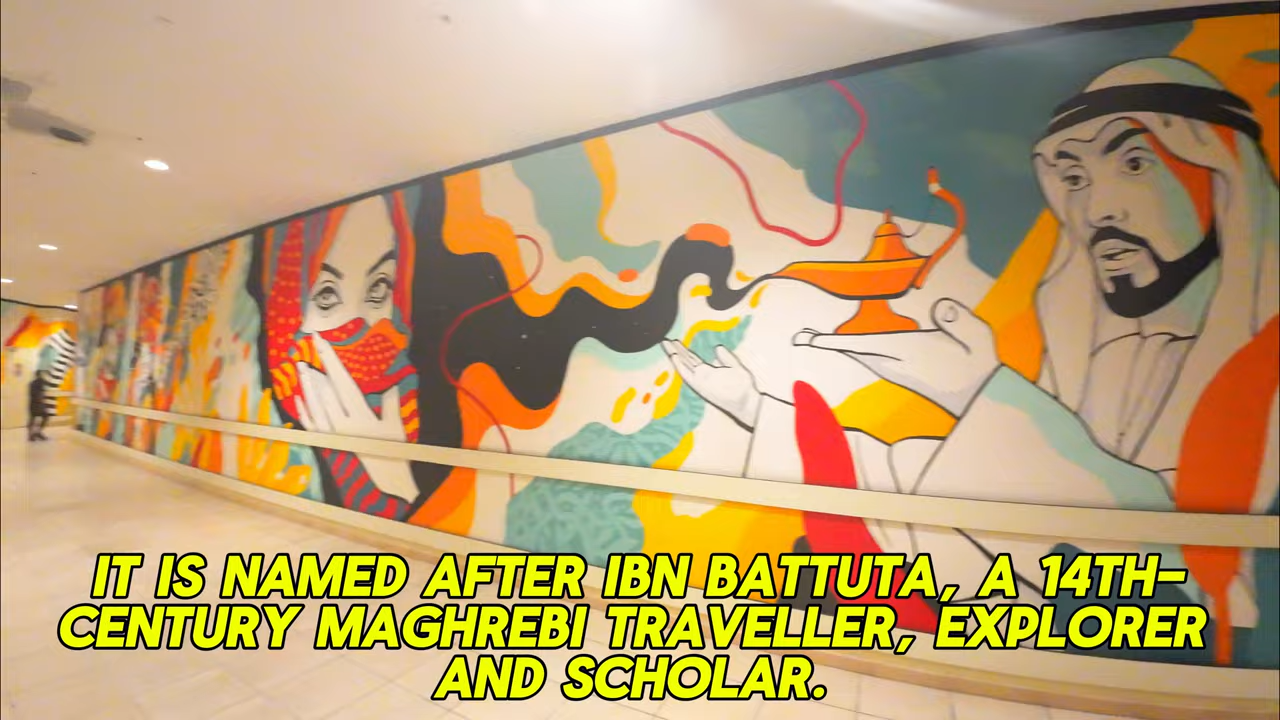 IT IS NAMED AFTER IBN BATTUTA, A 14TH-
CENTURY MAGHREBI TRAVELLER, EXPLORER
AND SCHOLAR.